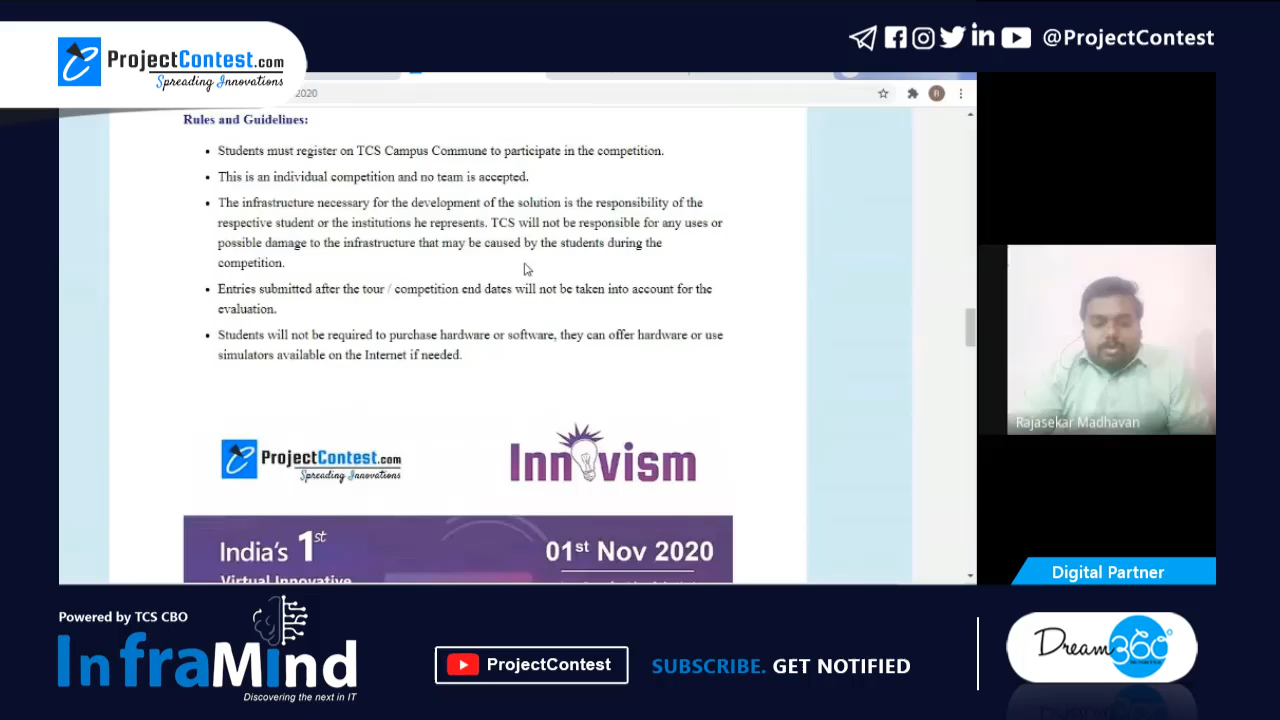 ProjectContest.com
Spreading Innovations
@ProjectContest
2020
Rules and Guidelines:
• Students must register on TCS Campus Commune to participate in the competition.
• This is an individual competition and no team is accepted.
• The infrastructure necessary for the development of the solution is the responsibility of the
respective student or the institutions he represents. TCS will not be responsible for any uses or
possible damage to the infrastructure that may be caused by the students during the
competition.
• Entries submitted after the tour / competition end dates will not be taken into account for the
evaluation.
• Students will not be required to purchase hardware or software, they can offer hardware or use
simulators available on the Internet if needed.
R
Rajasekar Madhavan
ProjectContest.com
Spreading Innovations
Innovism
India's 1st
Virtual Innovative
01st Nov 2020
Digital Partner
Powered by TCS CBO
InfraMind
Discovering the next in IT
ProjectContest
SUBSCRIBE. GET NOTIFIED
Dream 360